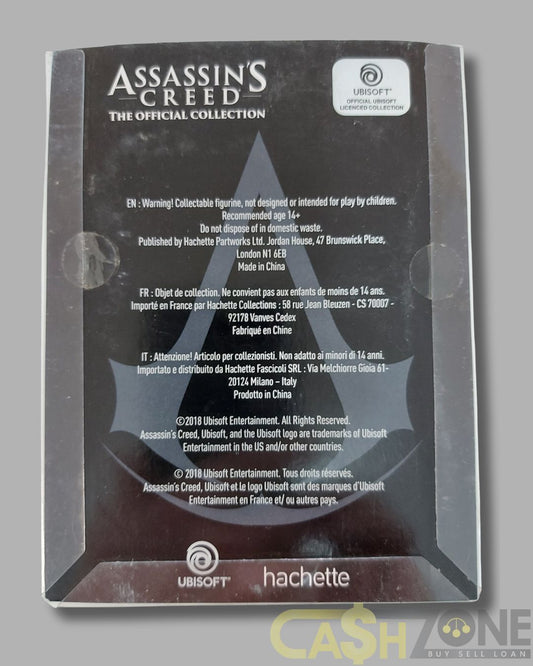 ASSASSIN'S
CREED
THE OFFICIAL COLLECTION
UBISOFT®
OFFICIAL UBISOFT
LICENCED COLLECTION
EN : Warning! Collectable figurine, not designed or intended for play by children.
Recommended age 14+
Do not dispose of in domestic waste.
Published by Hachette Partworks Ltd. Jordan House, 47 Brunswick Place,
London N1 6EB
Made in China
FR : Objet de collection. Ne convient pas aux enfants de moins de 14 ans.
Importé en France par Hachette Collections : 58 rue Jean Bleuzen - CS 70007 -
92178 Vanves Cedex
Fabriqué en Chine
IT : Attenzione! Articolo per collezionisti. Non adatto ai minori di 14 anni.
Importato e distribuito da Hachette Fascicoli SRL : Via Melchiorre Gioia 61-
20124 Milano - Italy
Prodotto in China
©2018 Ubisoft Entertainment. All Rights Reserved.
Assassin's Creed, Ubisoft, and the Ubisoft logo are trademarks of Ubisoft
Entertainment in the US and/or other countries.
© 2018 Ubisoft Entertainment. Tous droits réservés.
Assassin's Creed, Ubisoft et le logo Ubisoft sont des marques d'Ubisoft
Entertainment en France et/ ou autres pays.
UBISOFT®
hachette
CA$HZONE
BUY SELL LOAN